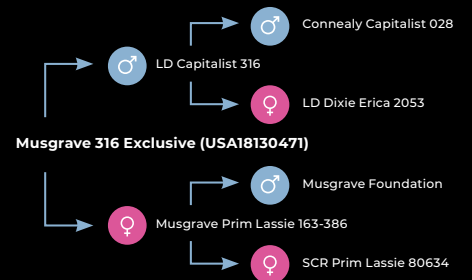 Connealy Capitalist 028
LD Capitalist 316
LD Dixie Erica 2053
Musgrave 316 Exclusive (USA18130471)
Musgrave Foundation
Musgrave Prim Lassie 163-386
SCR Prim Lassie 80634